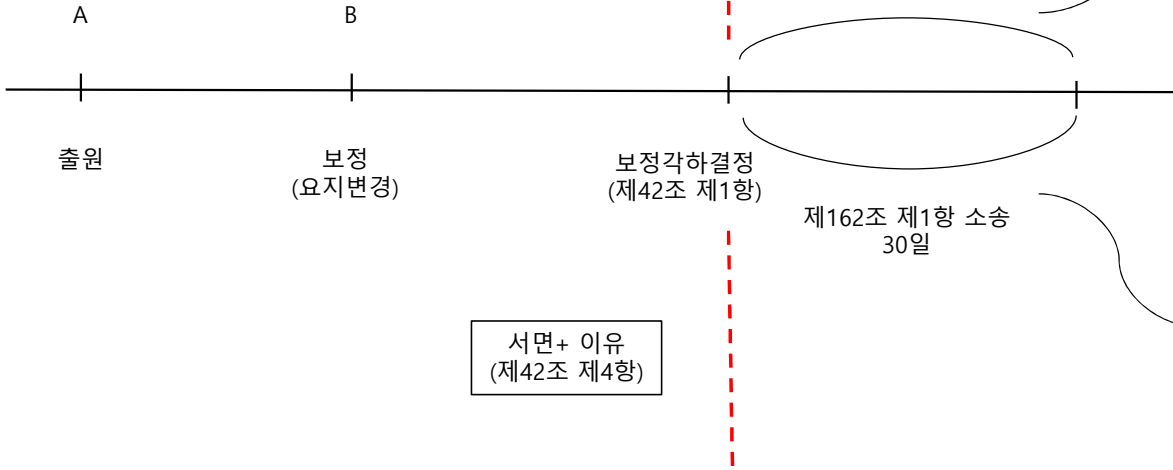 A
B
출원
보정
(요지변경)
보정각하결정
(제42조 제1항)
제162조 제1항 소송
30일
서면+ 이유
(제42조 제4항)